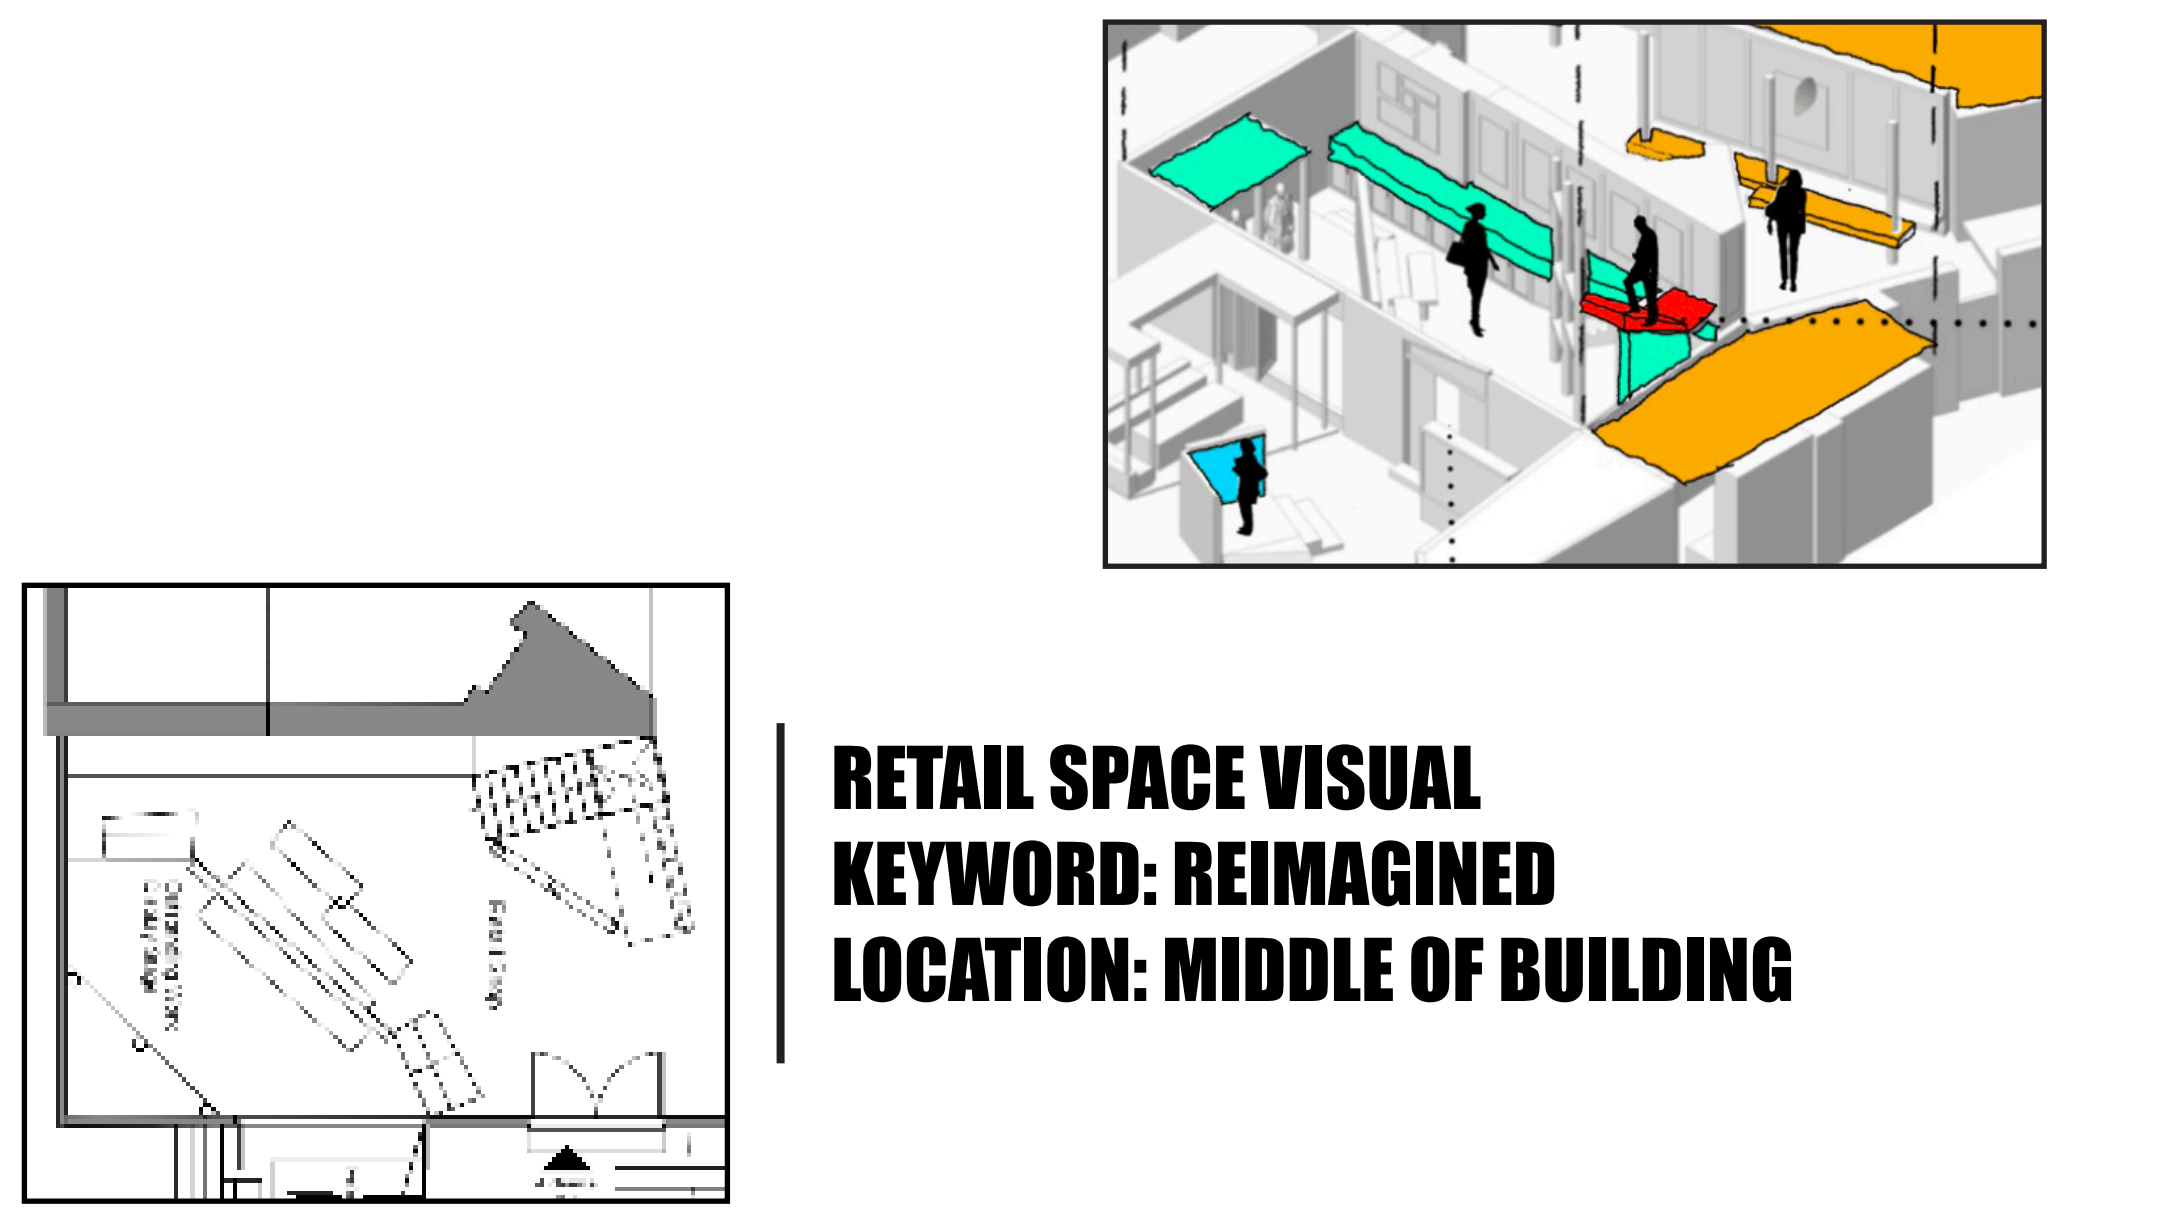 RETAIL SPACE VISUAL
KEYWORD: REIMAGINED
LOCATION: MIDDLE OF BUILDING